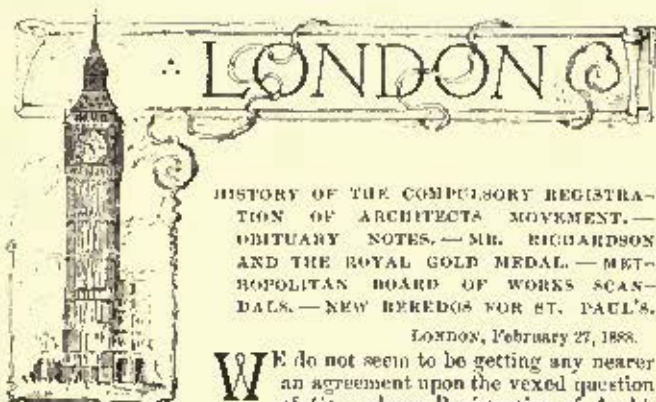 LONDON
HISTORY OF THE COMPULSORY REGISTRA-
TION OF ARCHITECTS MOVEMENT. —
OBITUARY NOTES. — MR. RICHARDSON
AND THE ROYAL GOLD MEDAL. — MET-
ROPOLITAN BOARD OF WORKS SCAN-
DALS. — NEW REREDOS FOR ST. PAUL'S.
LONDON, February 27, 1888.
WE do not seem to be getting any nearer
an agreement upon the vexed question